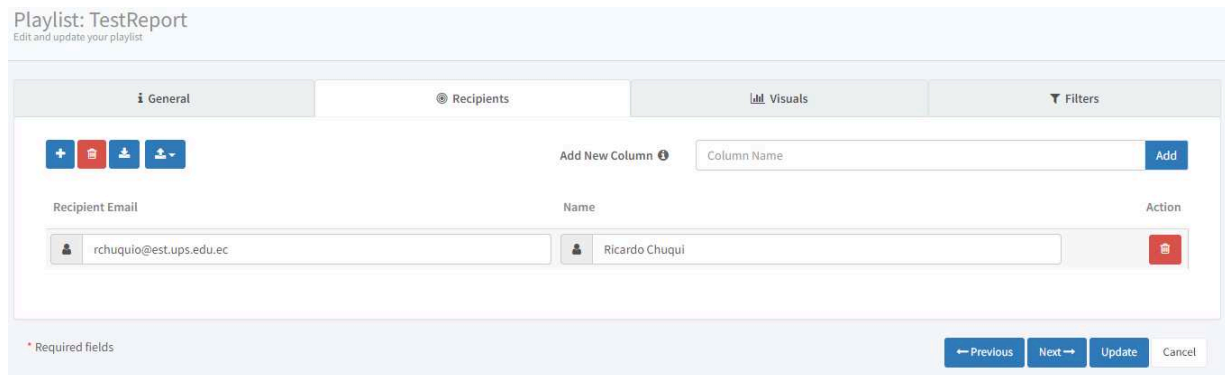 Playlist: TestReport
Edit and update your playlist
General
Recipients
Visuals
Filters
Add New Column
Column Name
Add
Recipient Email
Name
Action
rchuquio@est.ups.edu.ec
Ricardo Chuqui
* Required fields
←Previous
Next→
Update
Cancel